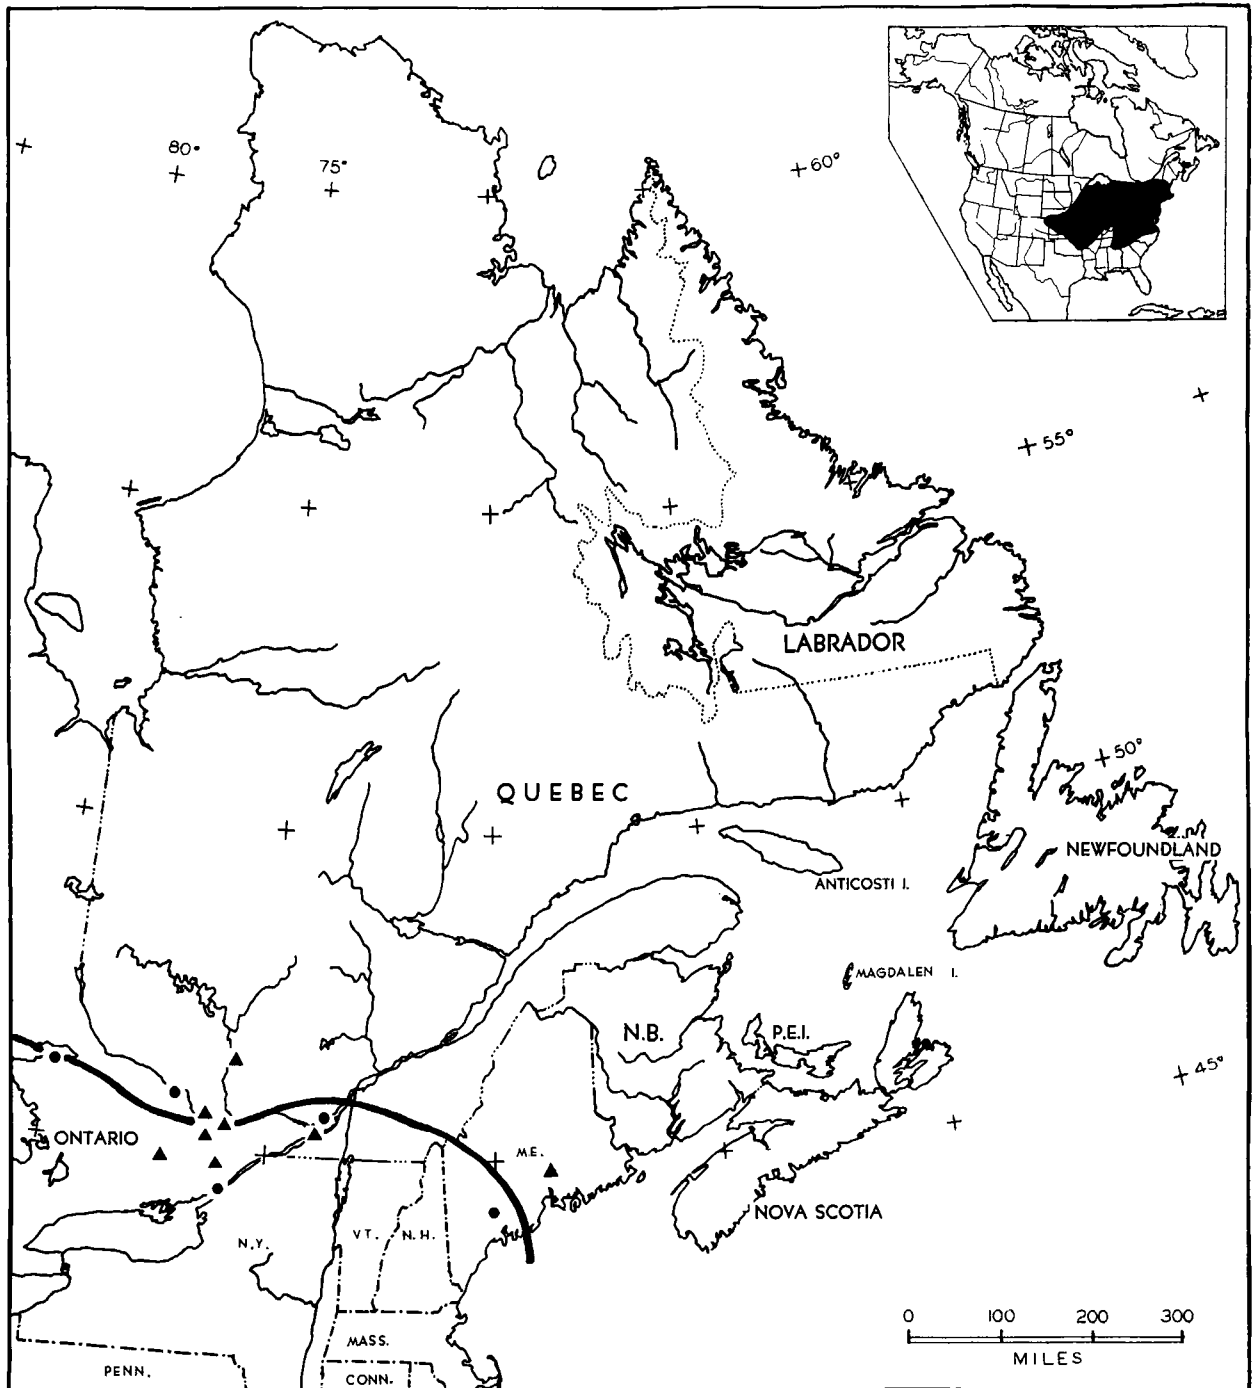 80°
75°
60°
55°
LABRADOR
50°
QUEBEC
NEWFOUNDLAND
ANTICOSTI I.
MAGDALEN I.
N.B.
P.E.I.
45°
ONTARIO
M.E.
NOVA SCOTIA
N.Y.
VT.
N.H.
0 100 200 300
MILES
MASS.
PENN.
CONN.